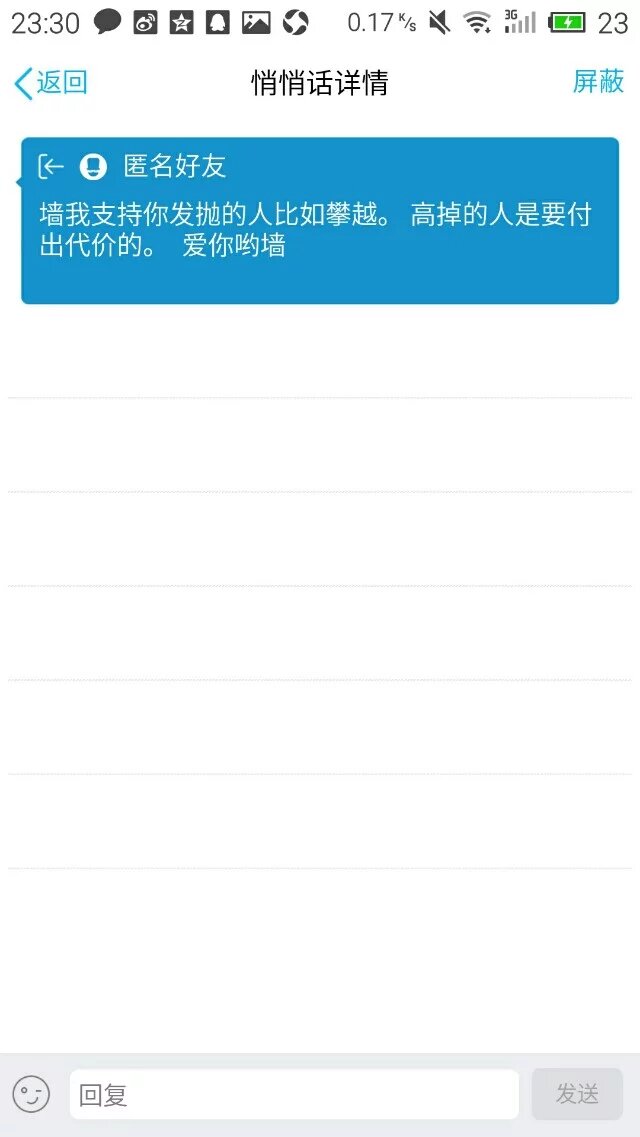 23:30 0.17 K/s 3G 23
返回 悄悄话详情 屏蔽
匿名好友
墙我支持你发抛的人比如攀越。 高掉的人是要付
出代价的。 爱你哟墙
回复 发送